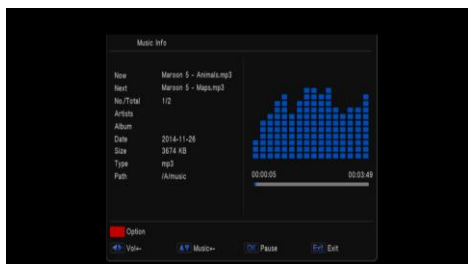 Music Info
Now Maroon 5 - Animals.mp3
Next Maroon 5 - Maps.mp3
No./Total 1/2
Artists
Album
Date 2014-11-26
Size 3674 KB
Type mp3
Path /A/music
00:00:05 00:03:49
Option
Vol+- Music+- OK Pause Exit Exit